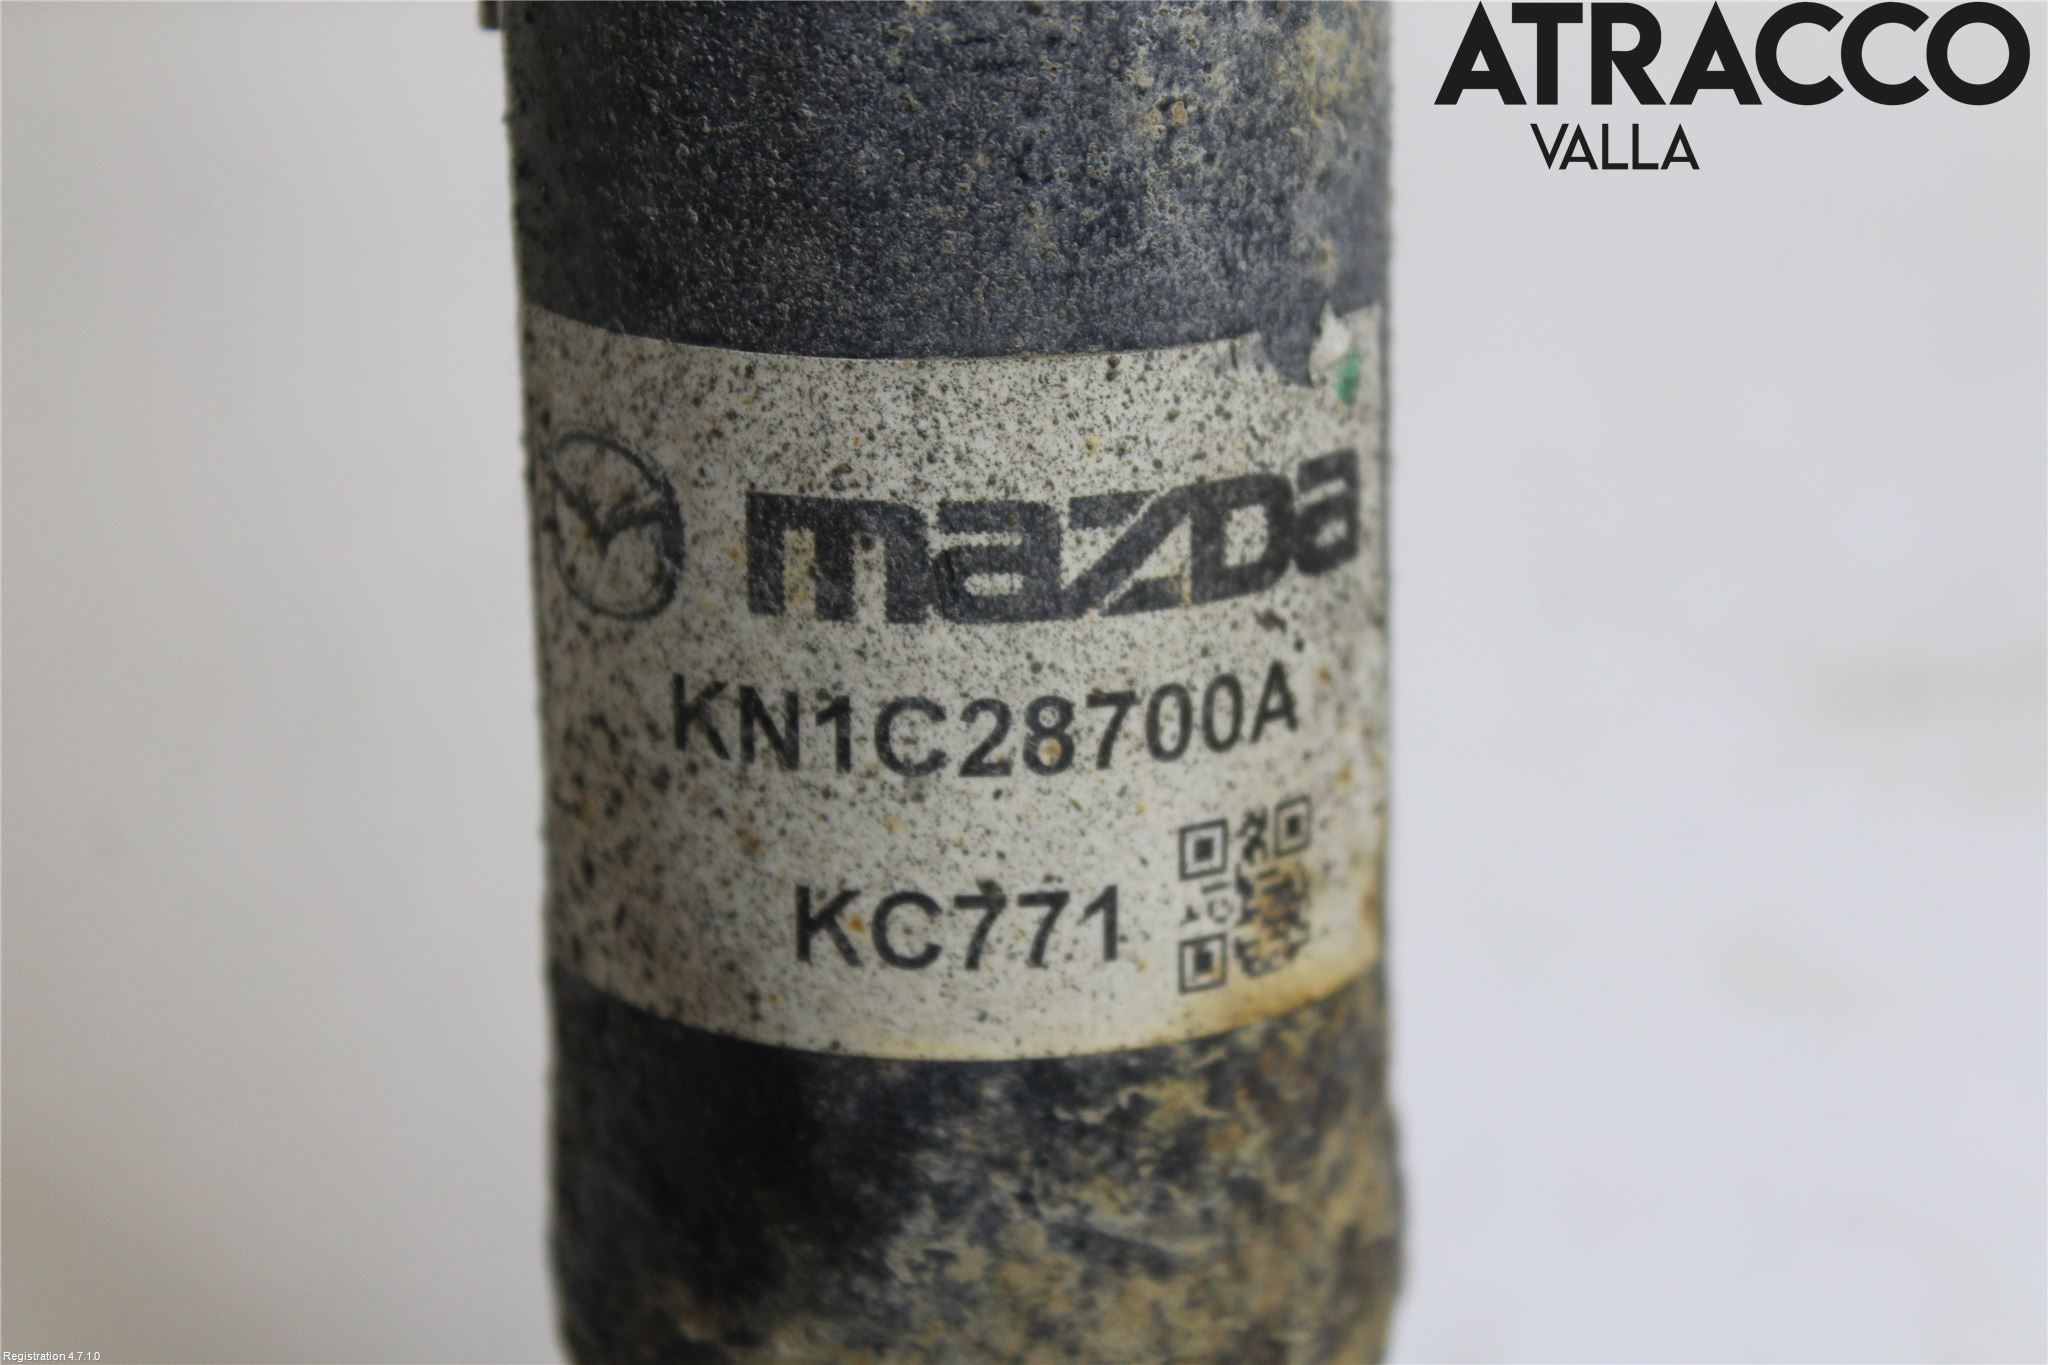 ATRACCO
VALLA
mazda
KN1C28700A
KC771
Registration 4.7.1.0